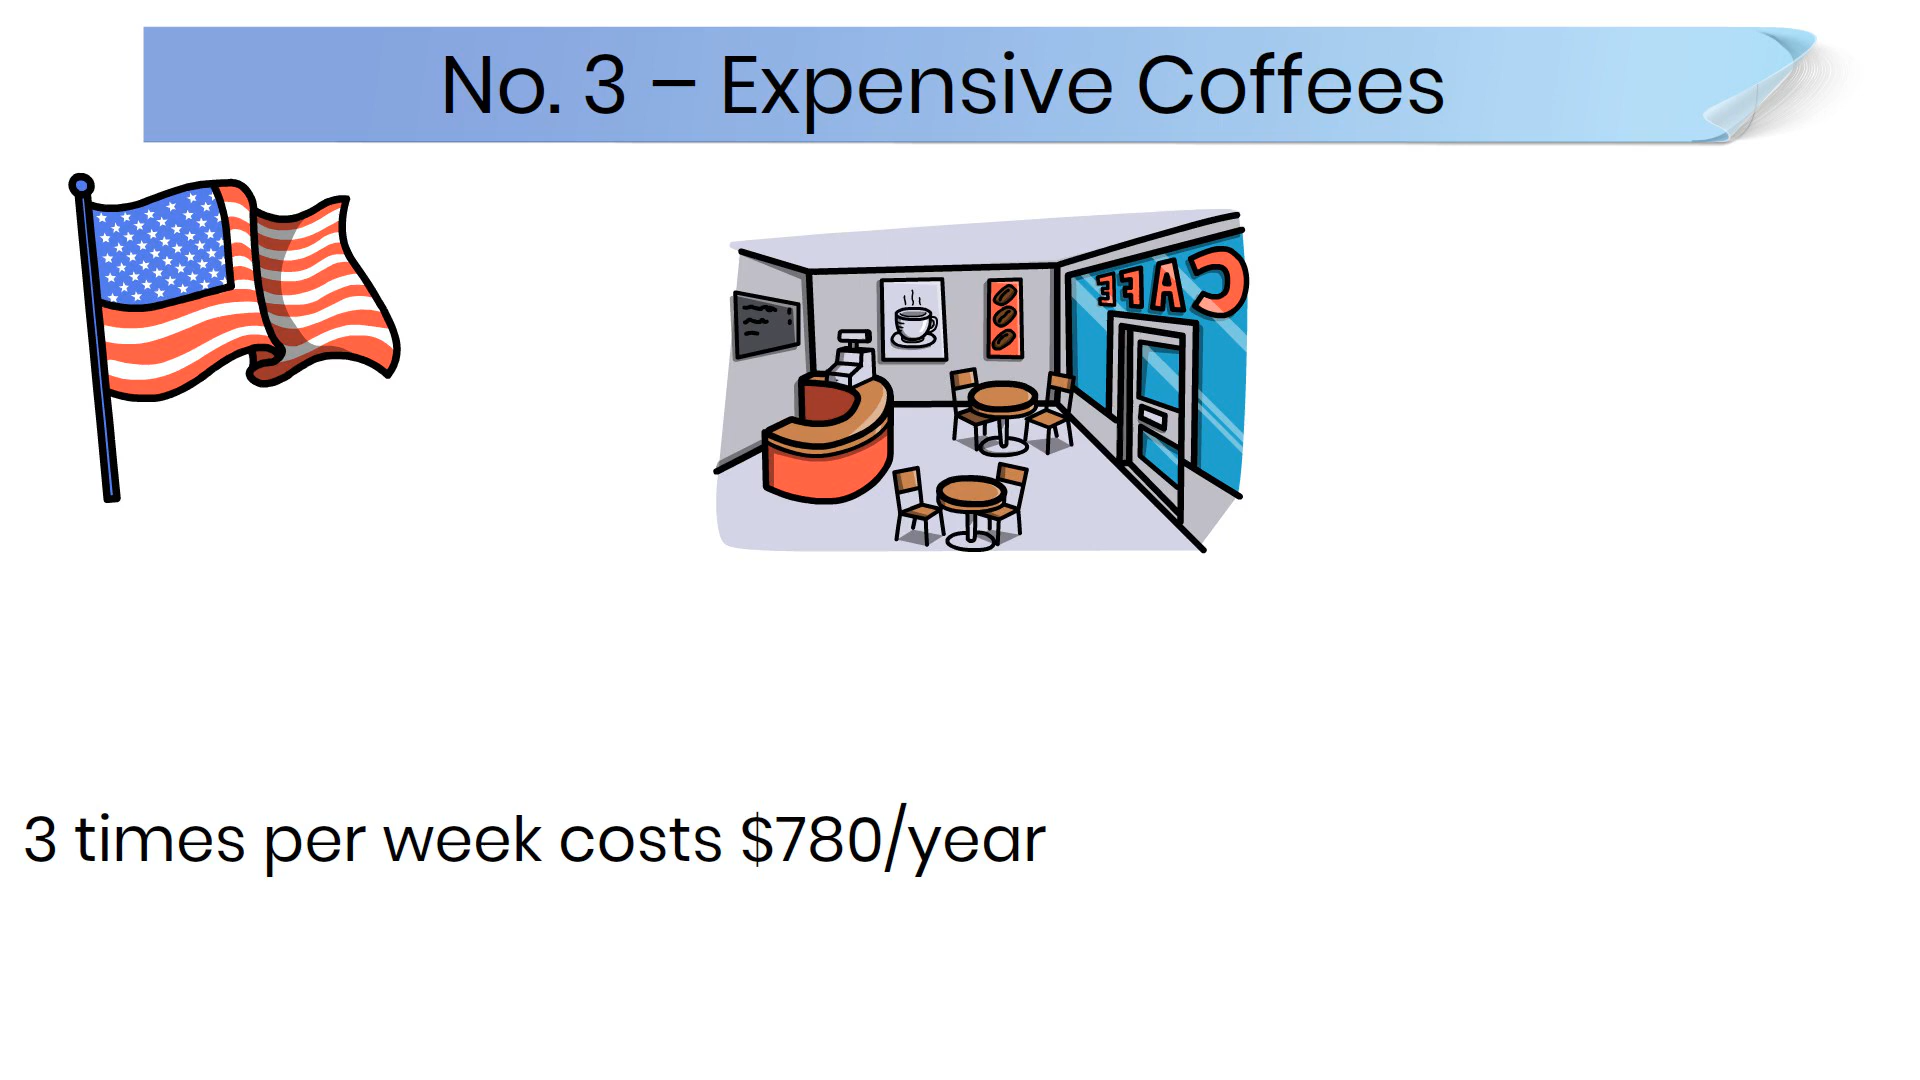 No. 3 – Expensive Coffees
CAFE
3 times per week costs $780/year